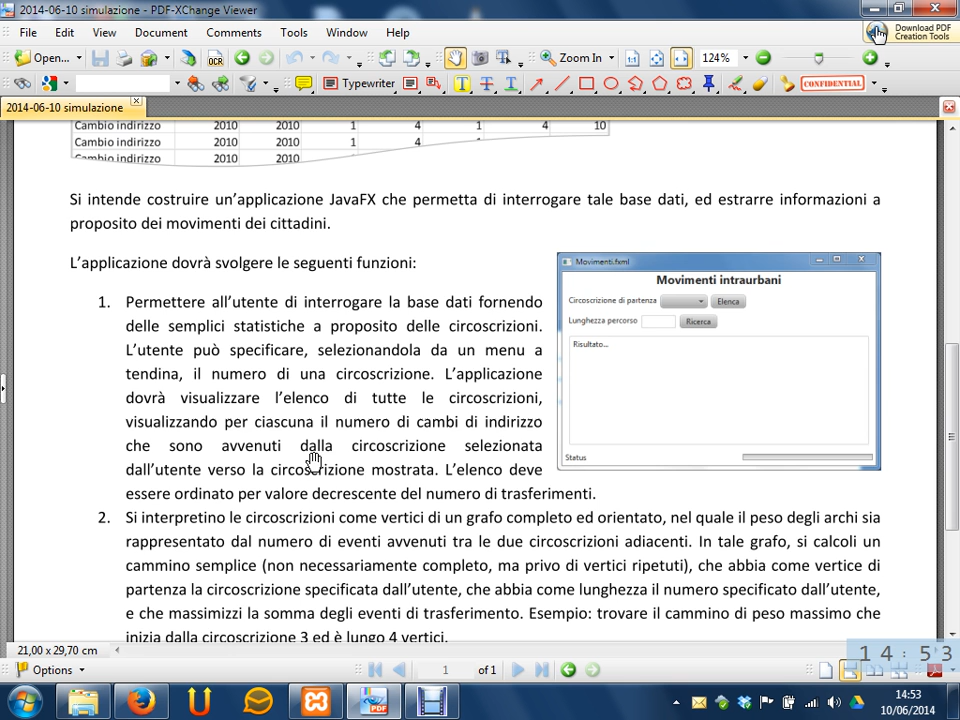 2014-06-10 simulazione - PDF-XChange Viewer
File Edit View Document Comments Tools Window Help
Download PDF
Creation Tools
Open... OCR Zoom In 124%
Typewriter CONFIDENTIAL
2014-06-10 simulazione
Cambio indirizzo 2010 2010 1 4 1 4 10
Cambio indirizzo 2010 2010 1 4
Cambio indirizzo 2010 2010
Si intende costruire un'applicazione JavaFX che permetta di interrogare tale base dati, ed estrarre informazioni a
proposito dei movimenti dei cittadini.
L'applicazione dovrà svolgere le seguenti funzioni:
1. Permettere all'utente di interrogare la base dati fornendo
delle semplici statistiche a proposito delle circoscrizioni.
L'utente può specificare, selezionandola da un menu a
tendina, il numero di una circoscrizione. L'applicazione
dovrà visualizzare l'elenco di tutte le circoscrizioni,
visualizzando per ciascuna il numero di cambi di indirizzo
che sono avvenuti dalla circoscrizione selezionata
dall'utente verso la circoscrizione mostrata. L'elenco deve
essere ordinato per valore decrescente del numero di trasferimenti.
Movimenti.fxml
Movimenti intraurbani
Circoscrizione di partenza Elenca
Lunghezza percorso Ricerca
Risultato...
Status
2. Si interpretino le circoscrizioni come vertici di un grafo completo ed orientato, nel quale il peso degli archi sia
rappresentato dal numero di eventi avvenuti tra le due circoscrizioni adiacenti. In tale grafo, si calcoli un
cammino semplice (non necessariamente completo, ma privo di vertici ripetuti), che abbia come vertice di
partenza la circoscrizione specificata dall'utente, che abbia come lunghezza il numero specificato dall'utente,
e che massimizzi la somma degli eventi di trasferimento. Esempio: trovare il cammino di peso massimo che
inizia dalla circoscrizione 3 ed è lungo 4 vertici.
21,00 x 29,70 cm
14:53
Options 1 of 1
PDF
14:53
10/06/2014